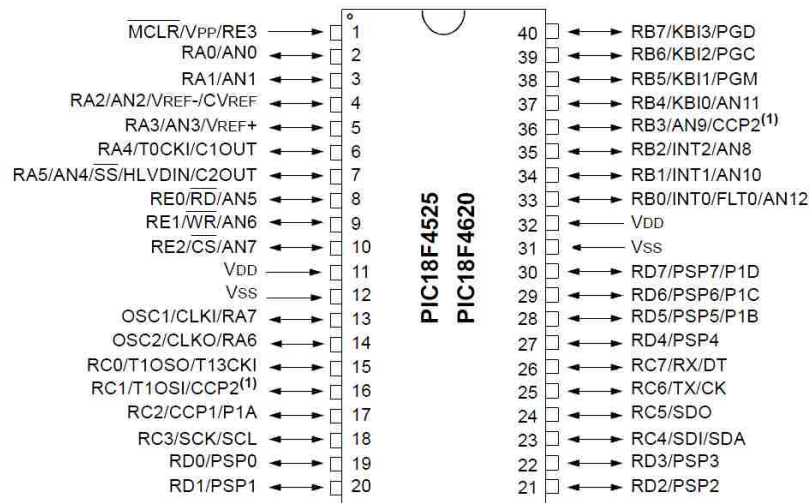 MCLR/VPP/RE3 1 40 RB7/KBI3/PGD
RA0/AN0 2 39 RB6/KBI2/PGC
RA1/AN1 3 38 RB5/KBI1/PGM
RA2/AN2/VREF-/CVREF 4 37 RB4/KBI0/AN11
RA3/AN3/VREF+ 5 36 RB3/AN9/CCP2(1)
RA4/T0CKI/C1OUT 6 35 RB2/INT2/AN8
RA5/AN4/SS/HLVDIN/C2OUT 7 34 RB1/INT1/AN10
RE0/RD/AN5 8 33 RB0/INT0/FLT0/AN12
RE1/WR/AN6 9 32 VDD
RE2/CS/AN7 10 31 VSS
VDD 11 30 RD7/PSP7/P1D
VSS 12 29 RD6/PSP6/P1C
OSC1/CLKI/RA7 13 28 RD5/PSP5/P1B
OSC2/CLKO/RA6 14 27 RD4/PSP4
RC0/T1OSO/T13CKI 15 26 RC7/RX/DT
RC1/T1OSI/CCP2(1) 16 25 RC6/TX/CK
RC2/CCP1/P1A 17 24 RC5/SDO
RC3/SCK/SCL 18 23 RC4/SDI/SDA
RD0/PSP0 19 22 RD3/PSP3
RD1/PSP1 20 21 RD2/PSP2
PIC18F4525
PIC18F4620